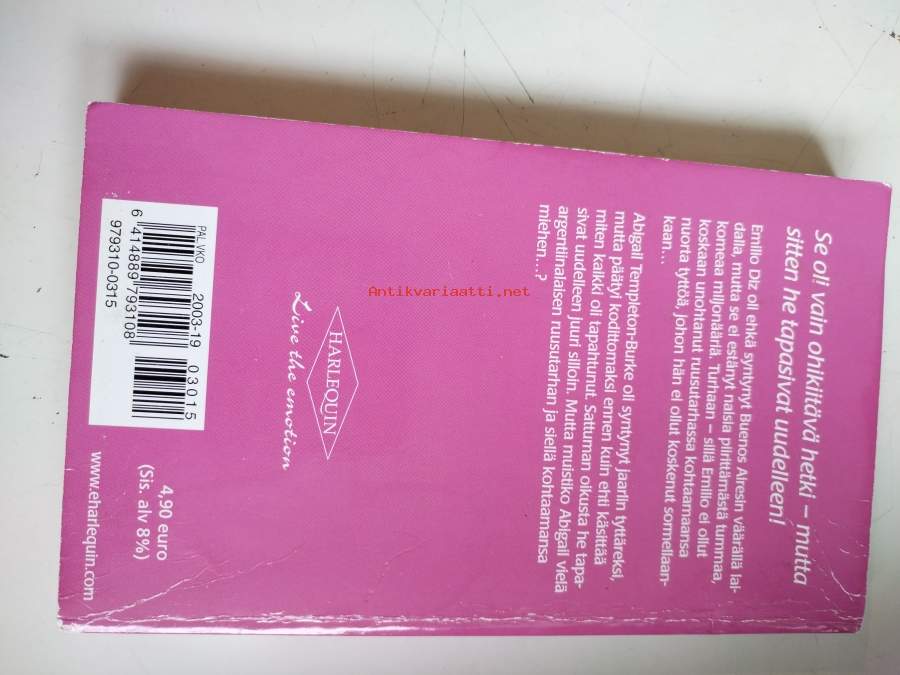 Se oli vain ohikiitävä hetki – mutta
sitten he tapasivat uudelleen!
Emilio Diz oli ehkä syntynyt Buenos Airesin väärällä lai-
dalla, mutta se ei estänyt naisia piirittämästä tummaa,
komeaa miljonääriä. Turhaan – sillä Emilio ei ollut
koskaan unohtanut ruusutarhassa kohtaamaansa
nuorta tyttöä, johon hän ei ollut koskenut sormellaan-
kaan...
Abigail Templeton-Burke oli syntynyt jaarlin tyttäreksi,
mutta päätyi kodittomaksi ennen kuin ehti käsittää
miten kaikki oli tapahtunut. Sattuman oikusta he tapa-
sivat uudelleen juuri silloin. Mutta muistiko Abigail vielä
argentiinalaisen ruusutarhan ja siellä kohtaamansa
miehen...?
Antikvariaatti.net
HARLEQUIN
Live the emotion
PALVKO
2003-19
03015
6 414889 793108
979310-0315
4,90 euro
(Sis. alv 8%)
www.eharlequin.com